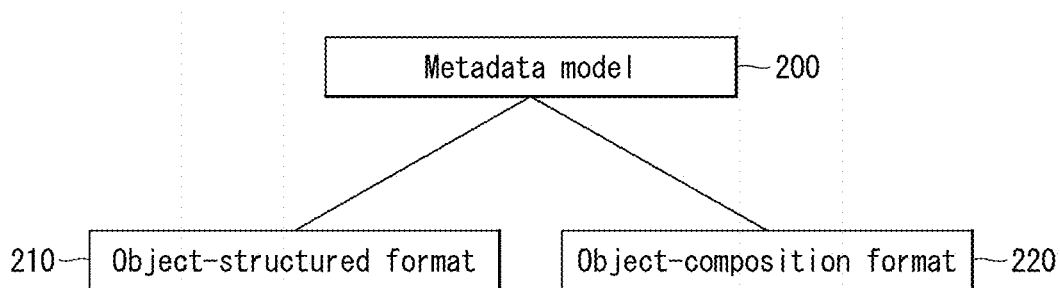 Metadata model 200
210 Object-structured format
Object-composition format 220